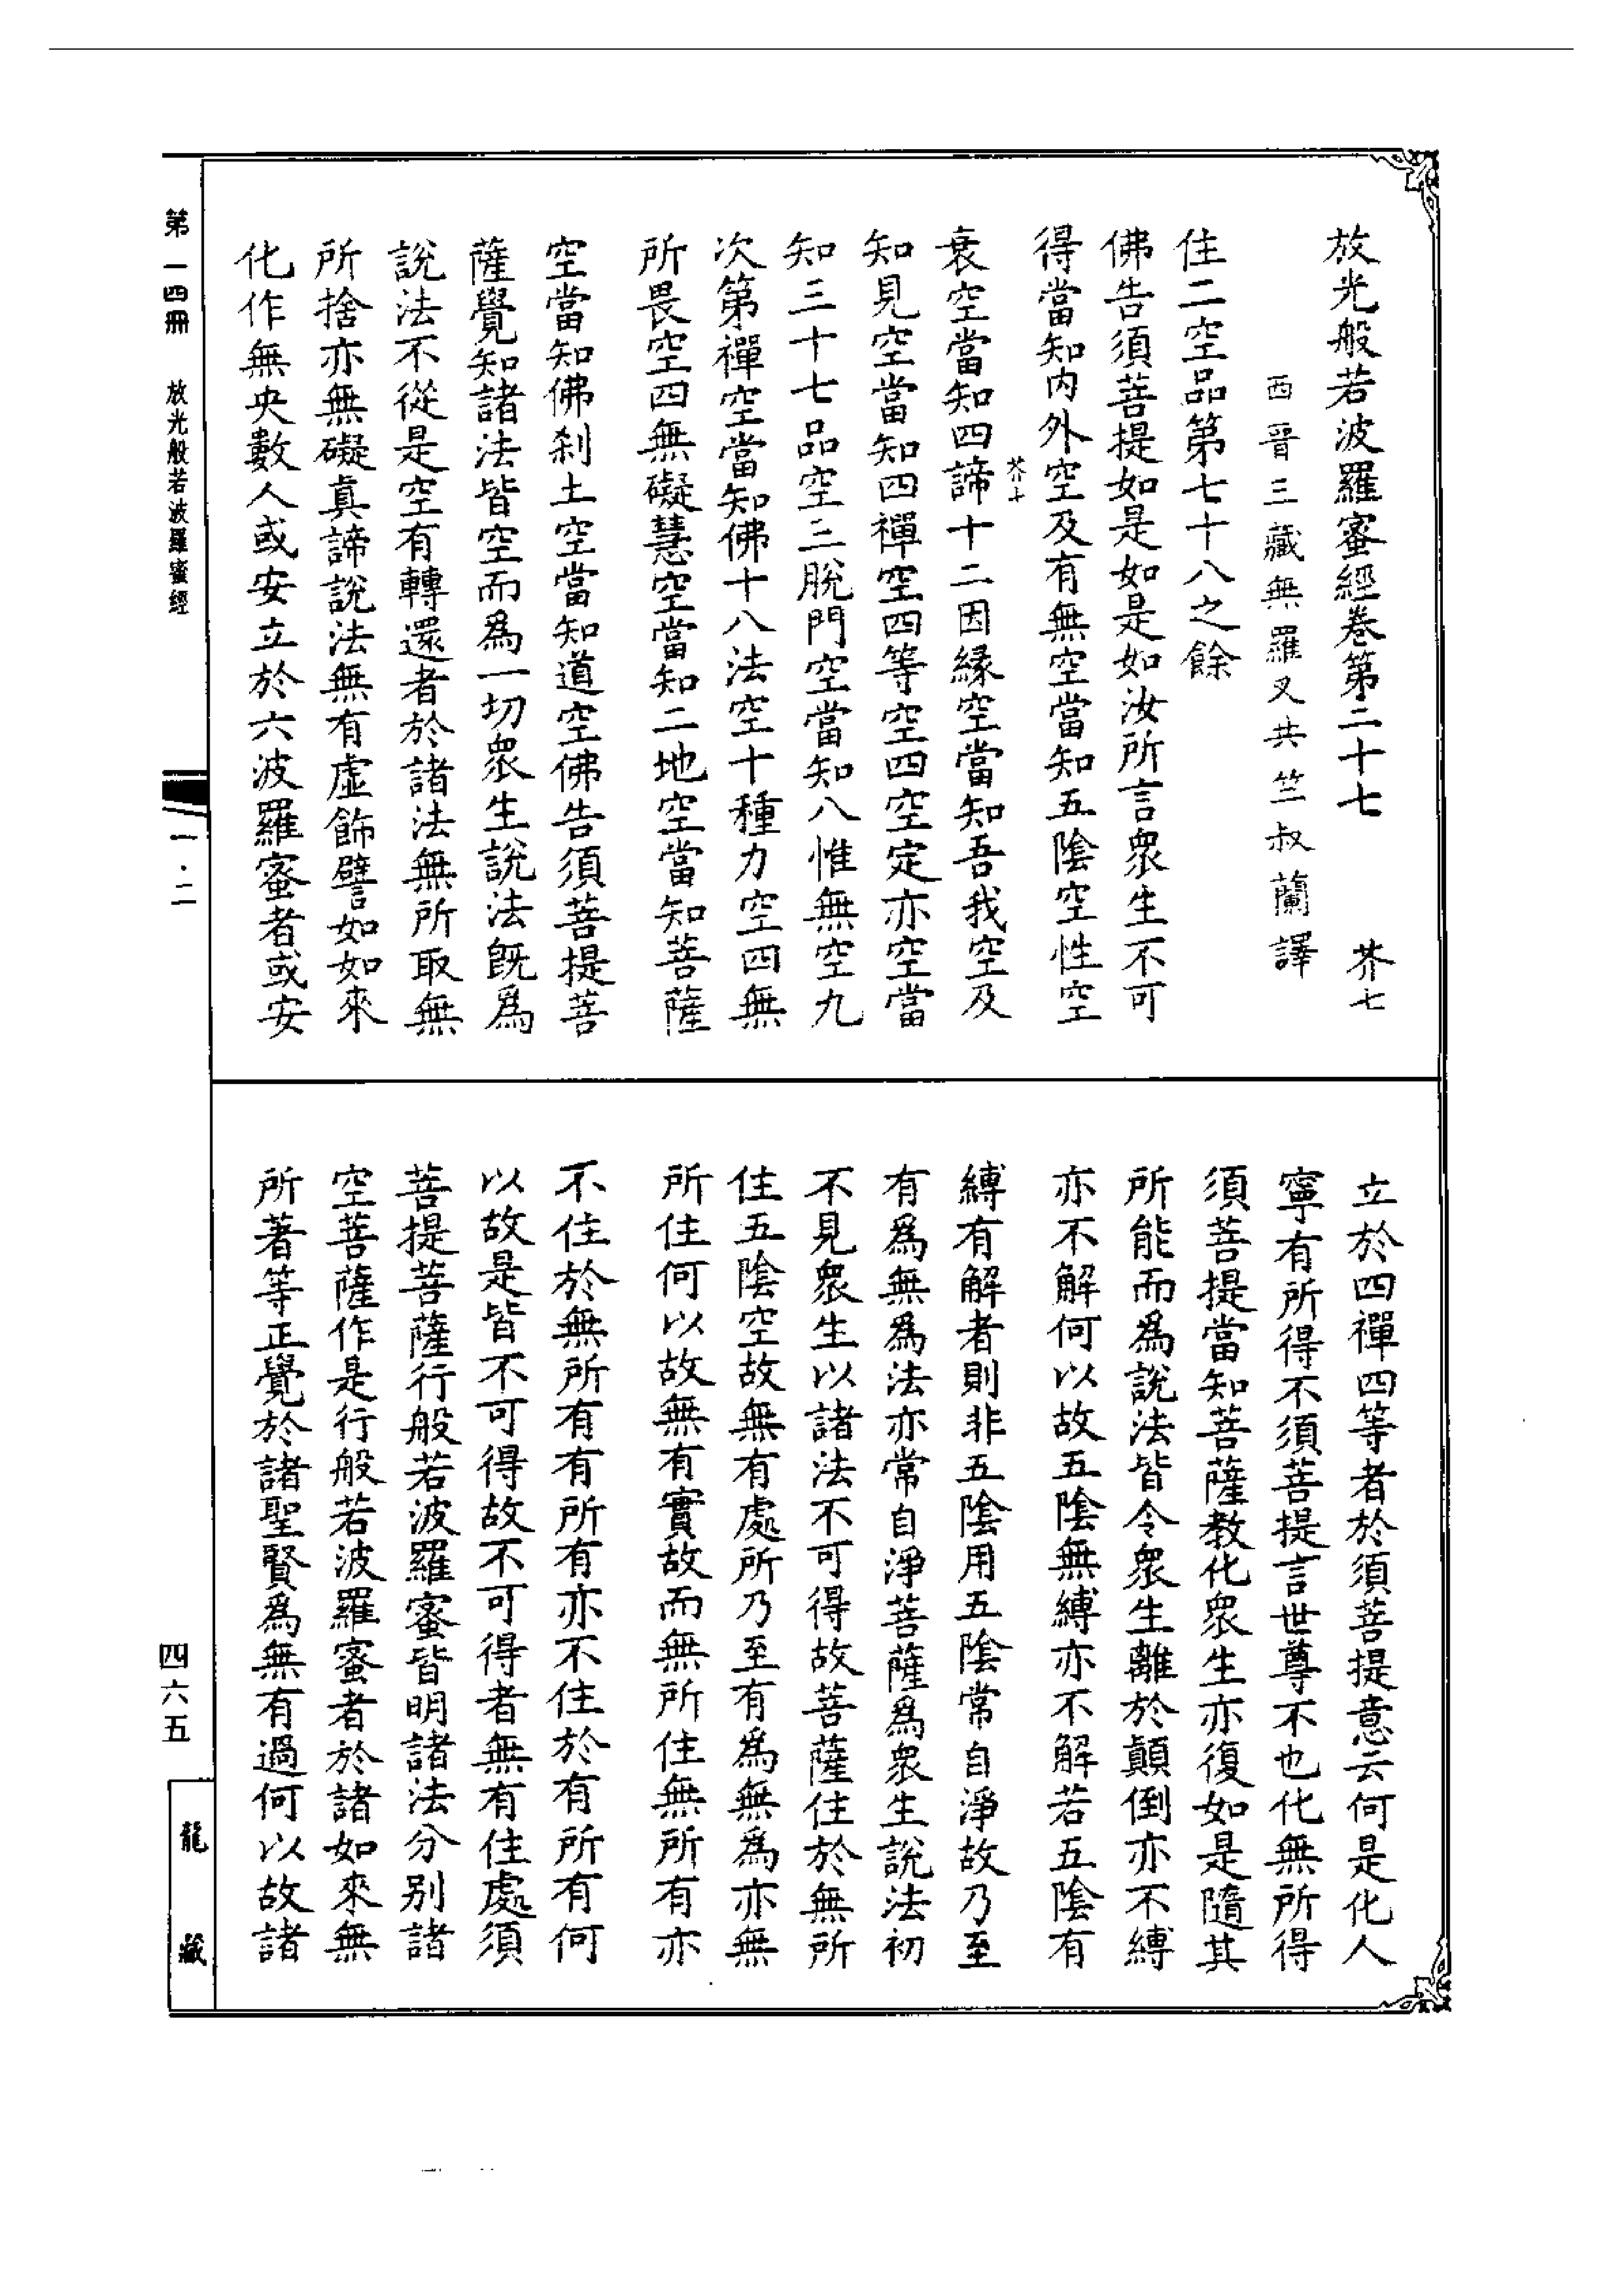 放光般若波羅蜜經卷第二十七 芥七
西晉三藏無羅叉共竺叔蘭譯
住二空品第七十八之餘
佛告須菩提如是如是如汝所言眾生不可
得當知內外空及有無空當知五陰空性空
芥十
衰空當知四諦十二因緣空當知吾我空及
知見空當知四禪空四等空四空定亦空當
知三十七品空三脫門空當知八惟無空九
次第禪空當知佛十八法空十種力空四無
所畏空四無礙慧空當知二地空當知菩薩
空當知佛剎土空當知道空佛告須菩提菩
薩覺知諸法皆空而為一切眾生說法既為
說法不從是空有轉還者於諸法無所取無
所捨亦無礙真諦說法無有虛飾譬如如來
化作無央數人或安立於六波羅蜜者或安
立於四禪四等者於須菩提意云何是化人
寧有所得不須菩提言世尊不也化無所得
須菩提當知菩薩教化眾生亦復如是隨其
所能而為說法皆令眾生離於顛倒亦不縛
亦不解何以故五陰無縛亦不解若五陰有
縛有解者則非五陰用五陰常自淨故乃至
有為無為法亦常自淨菩薩為眾生說法初
不見眾生以諸法不可得故菩薩住於無所
住五陰空故無有處所乃至有為無為亦無
所住何以故無有實故而無所住無所有亦
不住於無所有有所有亦不住於有所有何
以故是皆不可得故不可得者無有住處須
菩提菩薩行般若波羅蜜皆明諸法分別諸
空菩薩作是行般若波羅蜜者於諸如來無
所著等正覺於諸聖賢為無有過何以故諸
第一四冊 放光般若波羅蜜經
一·二
四六五
龍藏